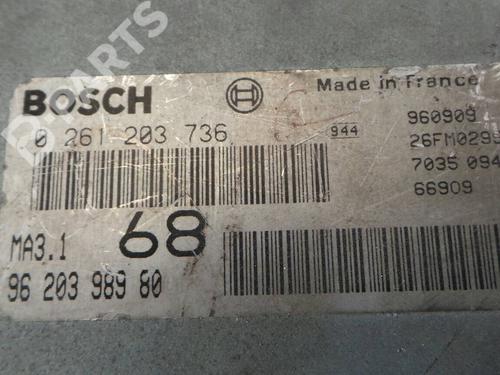 BOSCH
Made in France
0 261 203 736
944
960909
26FM029
7035 094
66909
MA3.1
68
96 203 989 80
PARTS